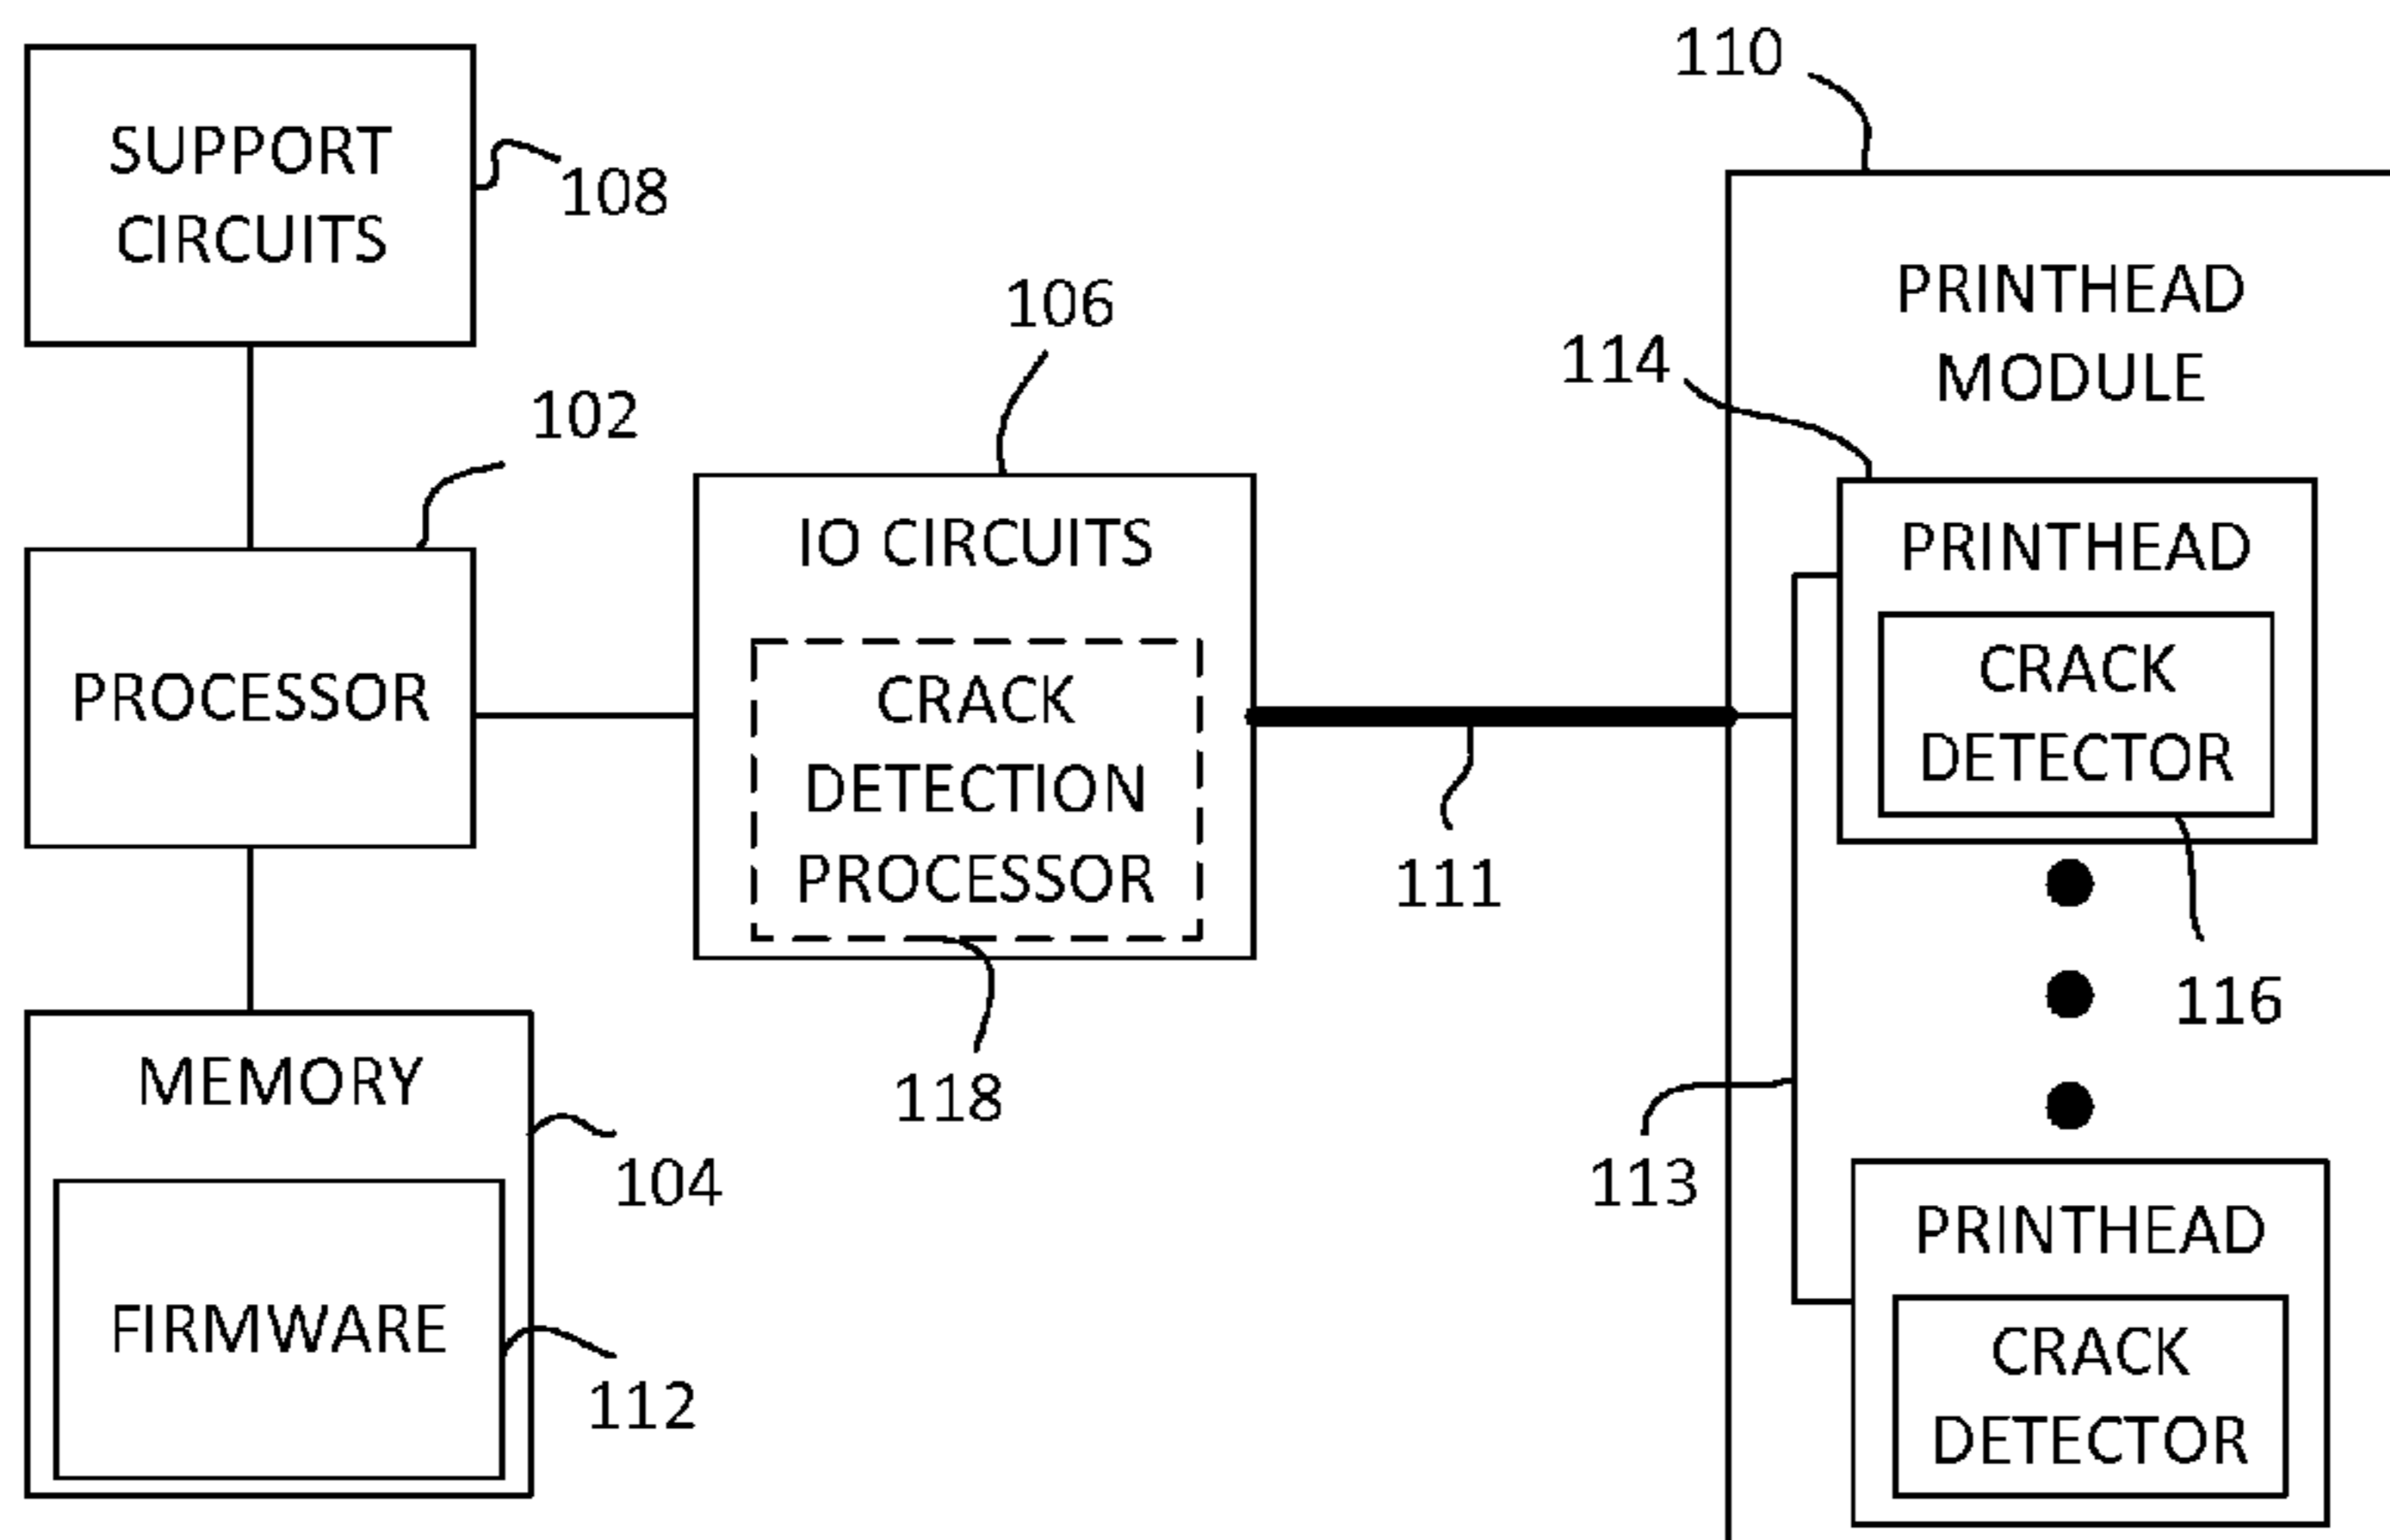 SUPPORT
CIRCUITS
108
102
PROCESSOR
MEMORY
104
FIRMWARE
112
106
IO CIRCUITS
CRACK
DETECTION
PROCESSOR
118
111
110
PRINTHEAD
MODULE
114
PRINTHEAD
CRACK
DETECTOR
116
113
PRINTHEAD
CRACK
DETECTOR